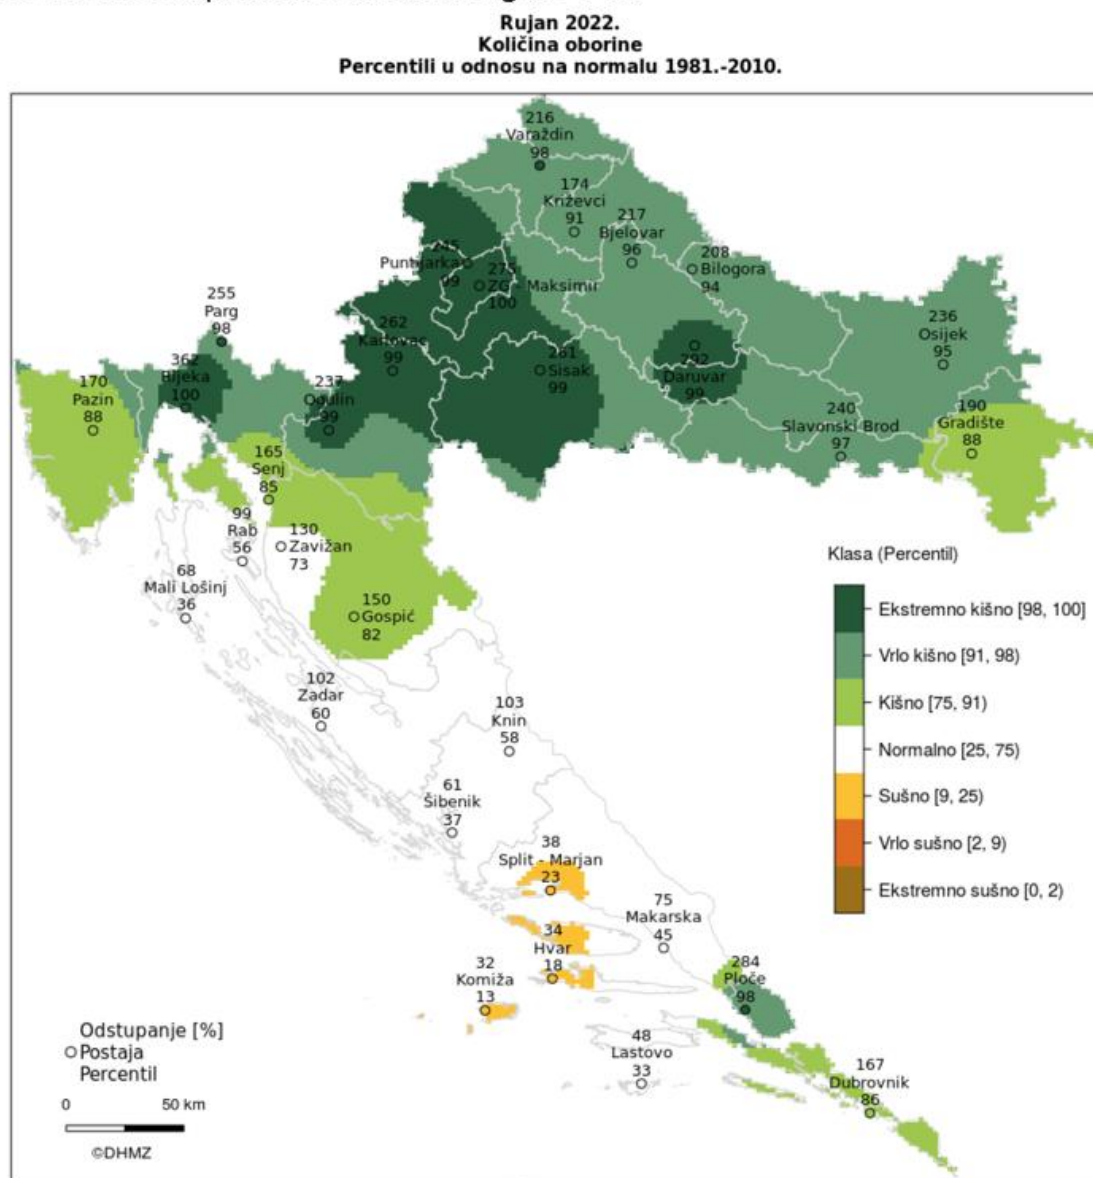 Rujan 2022.
Količina oborine
Percentili u odnosu na normalu 1981.-2010.
216
Varaždin
98
174
Križevci
91
217
Bjelovar
96
208
Bilogora
94
245
Puntijarka
99
275
ZG - Maksimir
100
255
Parg
98
262
Karlovac
99
236
Osijek
95
362
Rijeka
100
281
Sisak
99
292
Daruvar
99
170
Pazin
88
237
Ogulin
99
240
Slavonski Brod
97
190
Gradište
88
165
Senj
85
99
Rab
56
130
Zavižan
73
68
Mali Lošinj
36
150
Gospić
82
102
Zadar
60
103
Knin
58
61
Šibenik
37
38
Split - Marjan
23
75
Makarska
45
34
Hvar
18
32
Komiža
13
284
Ploče
98
48
Lastovo
33
167
Dubrovnik
86
Klasa (Percentil)
Ekstremno kišno [98, 100]
Vrlo kišno [91, 98)
Kišno [75, 91)
Normalno [25, 75)
Sušno [9, 25)
Vrlo sušno [2, 9)
Ekstremno sušno [0, 2)
Odstupanje [%]
Postaja
Percentil
0 50 km
©DHMZ